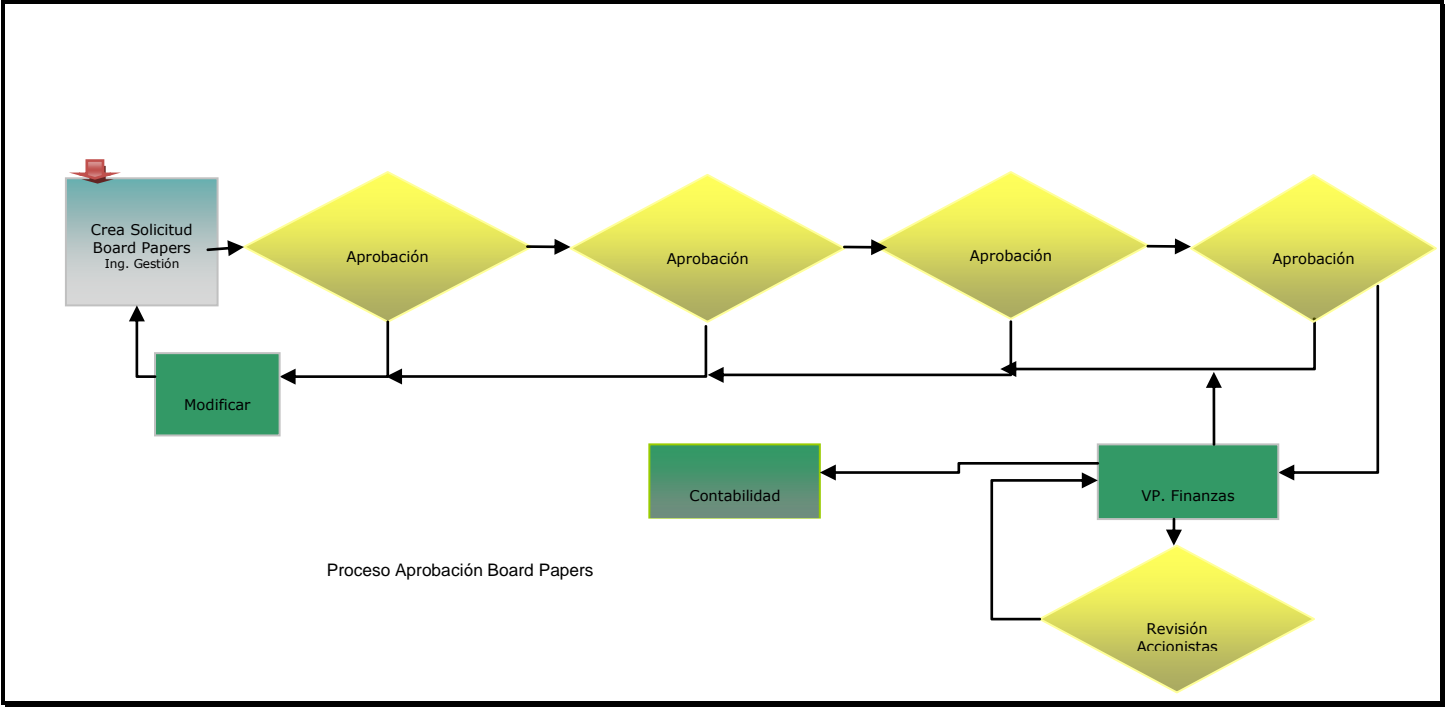 Crea Solicitud
Board Papers
Ing. Gestión
Aprobación
Aprobación
Aprobación
Aprobación
Modificar
Contabilidad
VP. Finanzas
Proceso Aprobación Board Papers
Revisión
Accionistas